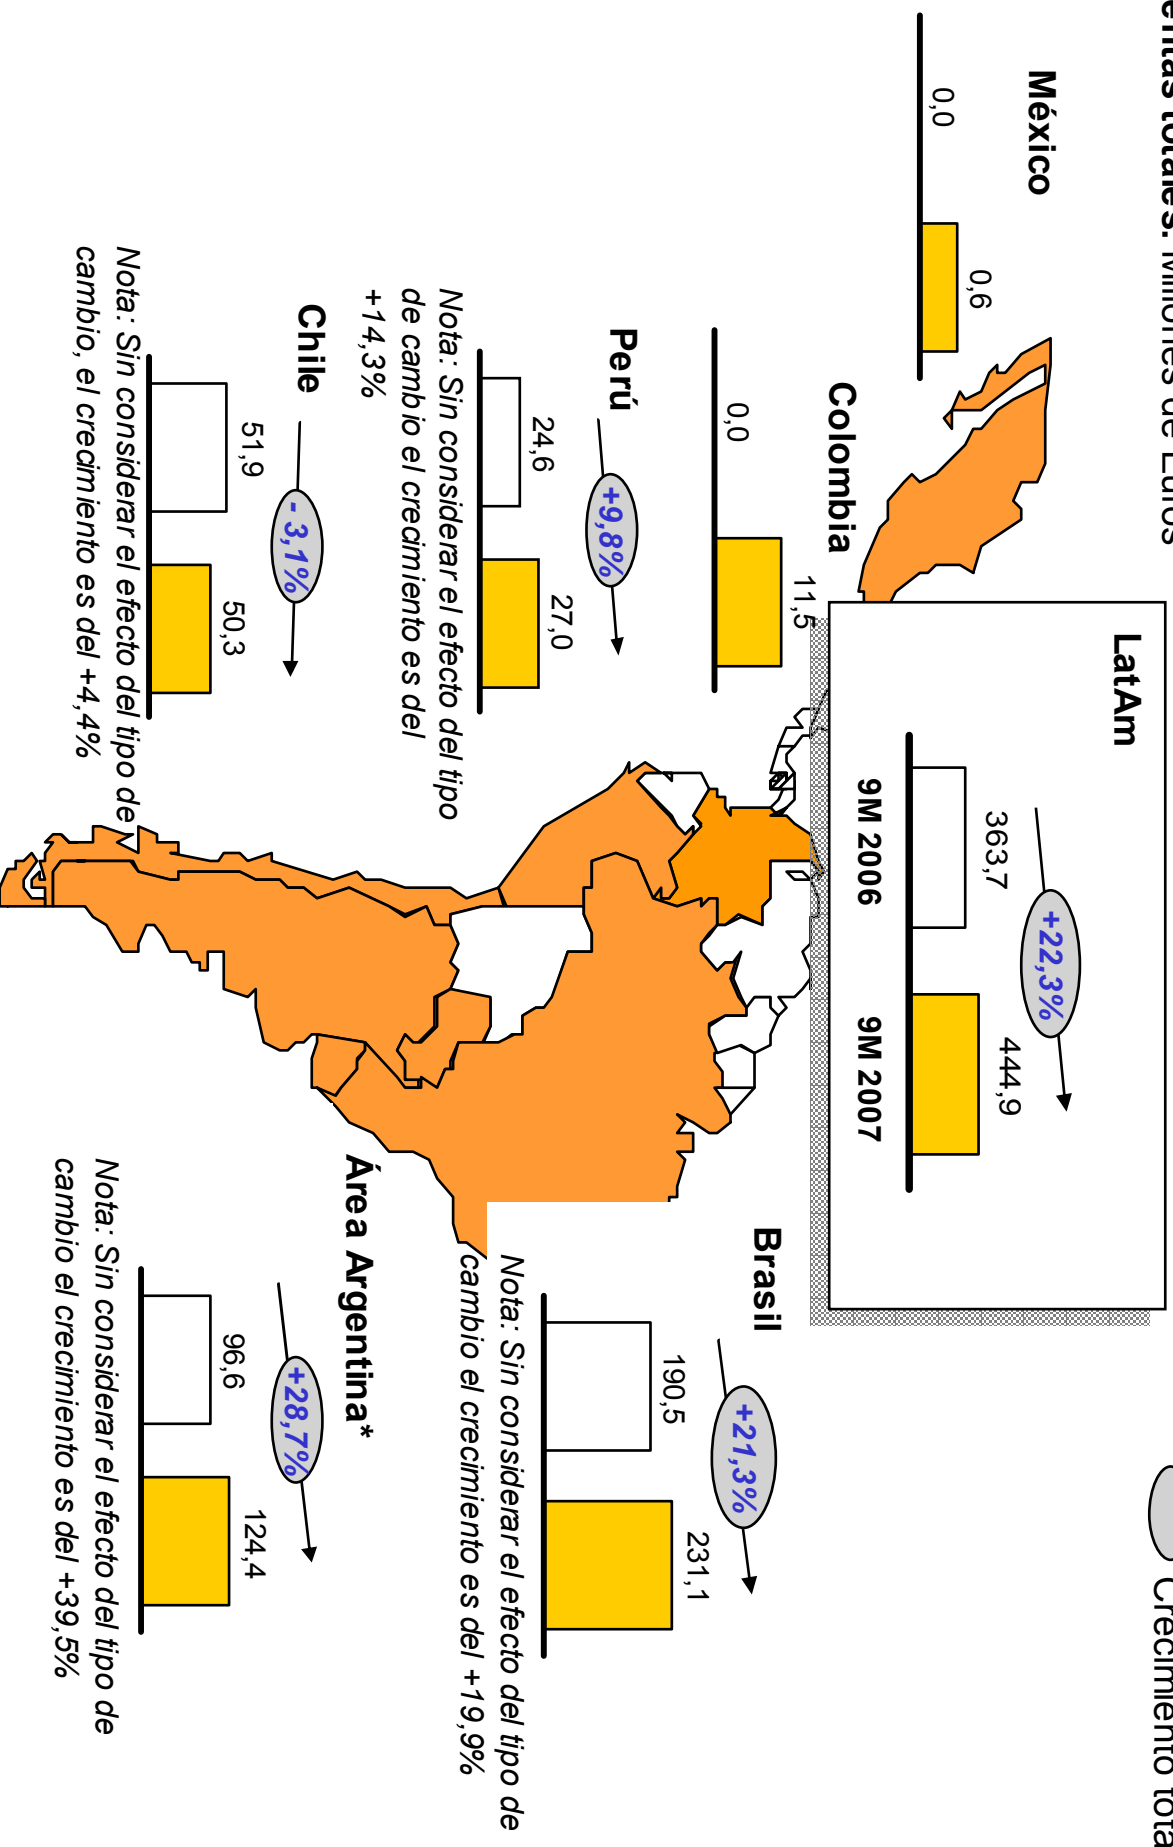 totales. Millones de Euros
Crecimiento
LatAm
+22,3%
363,7
444,9
9M 2006
9M 2007
México
0,0
0,6
Colombia
0,0
11,5
Perú
+9,8%
24,6
27,0
Nota: Sin considerar el efecto del tipo
de cambio el crecimiento es del
+14,3%
Chile
- 3,1%
51,9
50,3
Nota: Sin considerar el efecto del tipo de
cambio, el crecimiento es del +4,4%
Brasil
+21,3%
190,5
231,1
Nota: Sin considerar el efecto del tipo de
cambio el crecimiento es del +19,9%
Área Argentina*
+28,7%
96,6
124,4
Nota: Sin considerar el efecto del tipo de
cambio el crecimiento es del +39,5%